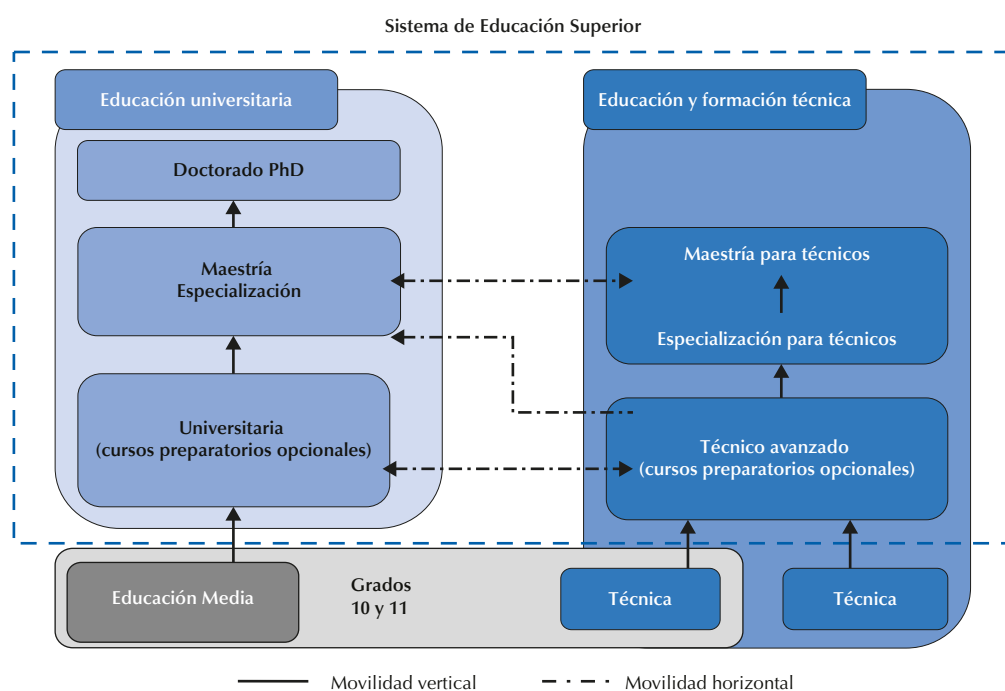 Sistema de Educación Superior
Educación universitaria
Doctorado PhD
Maestría
Especialización
Universitaria
(cursos preparatorios opcionales)
Educación y formación técnica
Maestría para técnicos
Especialización para técnicos
Técnico avanzado
(cursos preparatorios opcionales)
Educación Media
Grados
10 y 11
Técnica
Técnica
Movilidad vertical
Movilidad horizontal